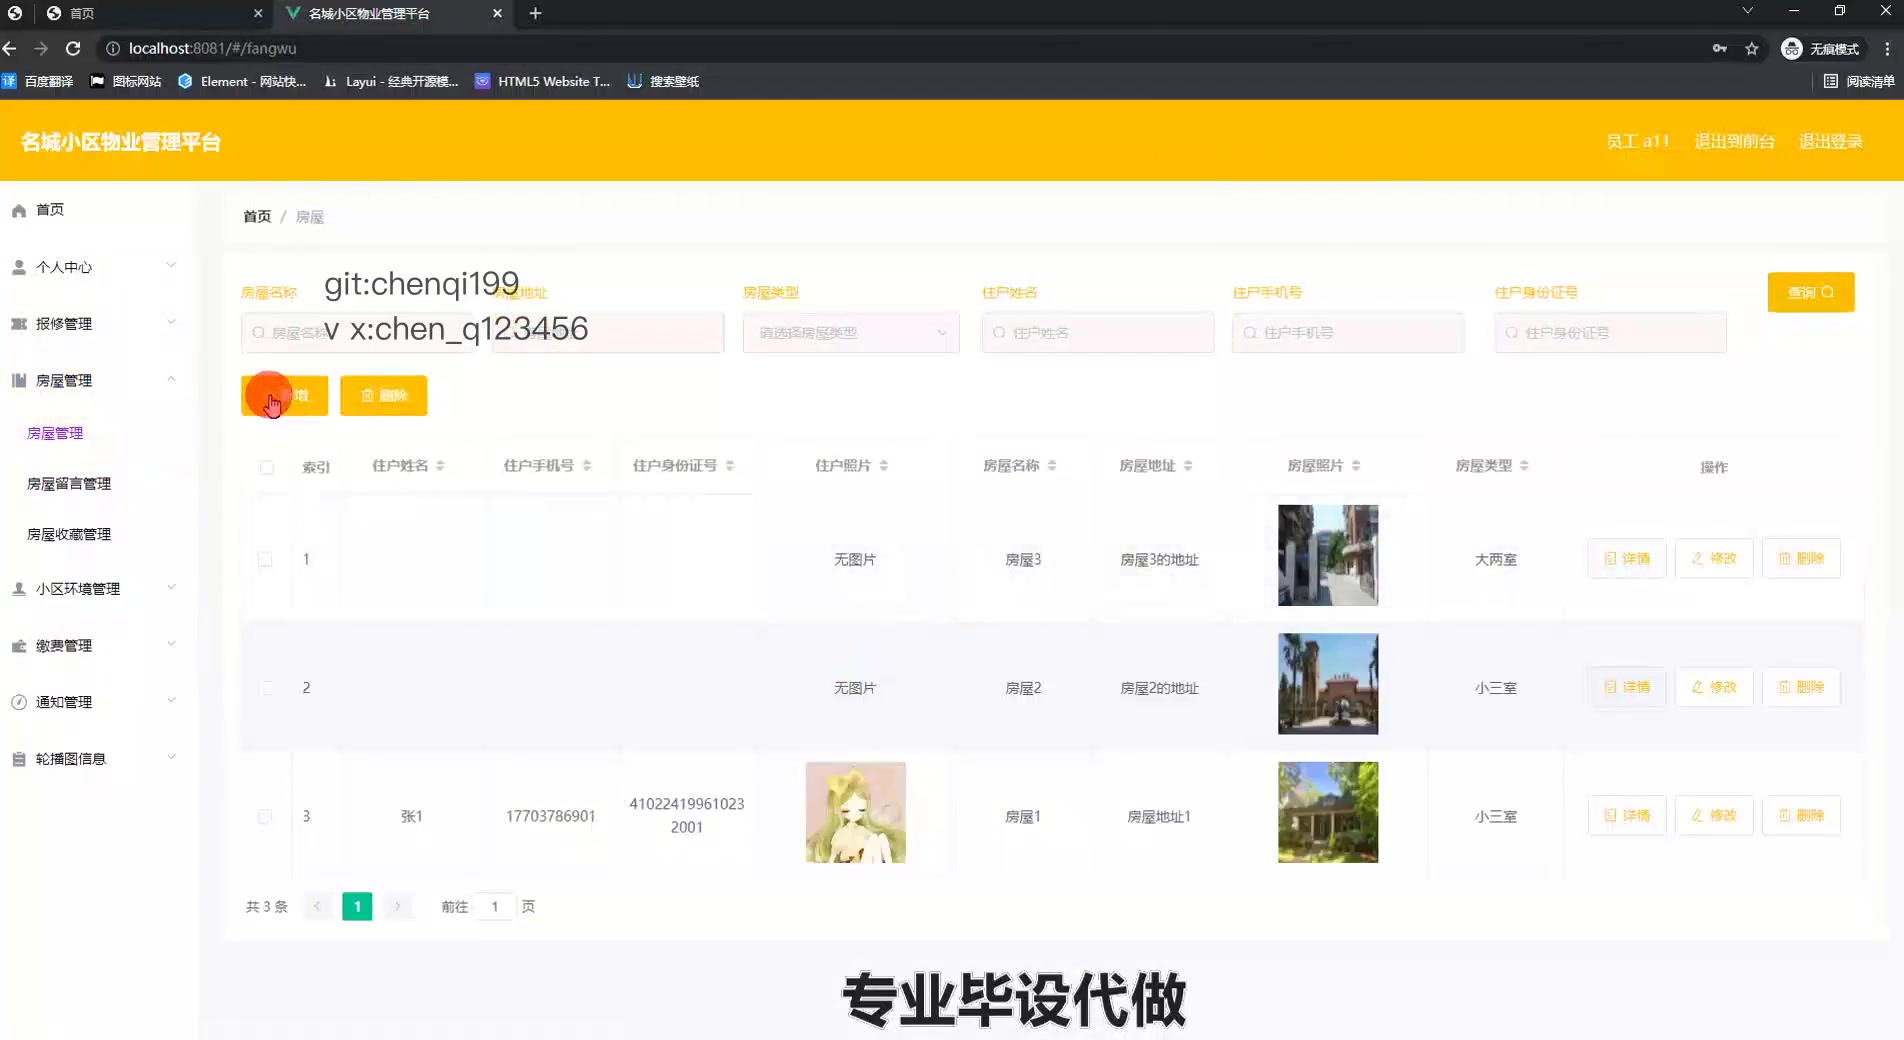 首页
名城小区物业管理平台
localhost:8081/#/fangwu
无痕模式
百度翻译
图标网站
Element - 网站快...
Layui - 经典开源模...
HTML5 Website T...
搜索壁纸
阅读清单
名城小区物业管理平台
员工 a11
退出到前台
退出登录
首页
个人中心
报修管理
房屋管理
房屋管理
房屋留言管理
房屋收藏管理
小区环境管理
缴费管理
通知管理
轮播图信息
首页 / 房屋
git:chenqi199
v x:chen_q123456
房屋名称
地址
房屋类型
住户姓名
住户手机号
住户身份证号
查询
房屋名称
请选择房屋类型
住户姓名
住户手机号
住户身份证号
增
删除
索引 住户姓名 住户手机号 住户身份证号 住户照片 房屋名称 房屋地址 房屋照片 房屋类型 操作
1 无图片 房屋3 房屋3的地址 大两室 详情 修改 删除
2 无图片 房屋2 房屋2的地址 小三室 详情 修改 删除
3 张1 17703786901 41022419961023 房屋1 房屋地址1 小三室 详情 修改 删除
2001
共 3 条 1 前往 1 页
专业毕设代做